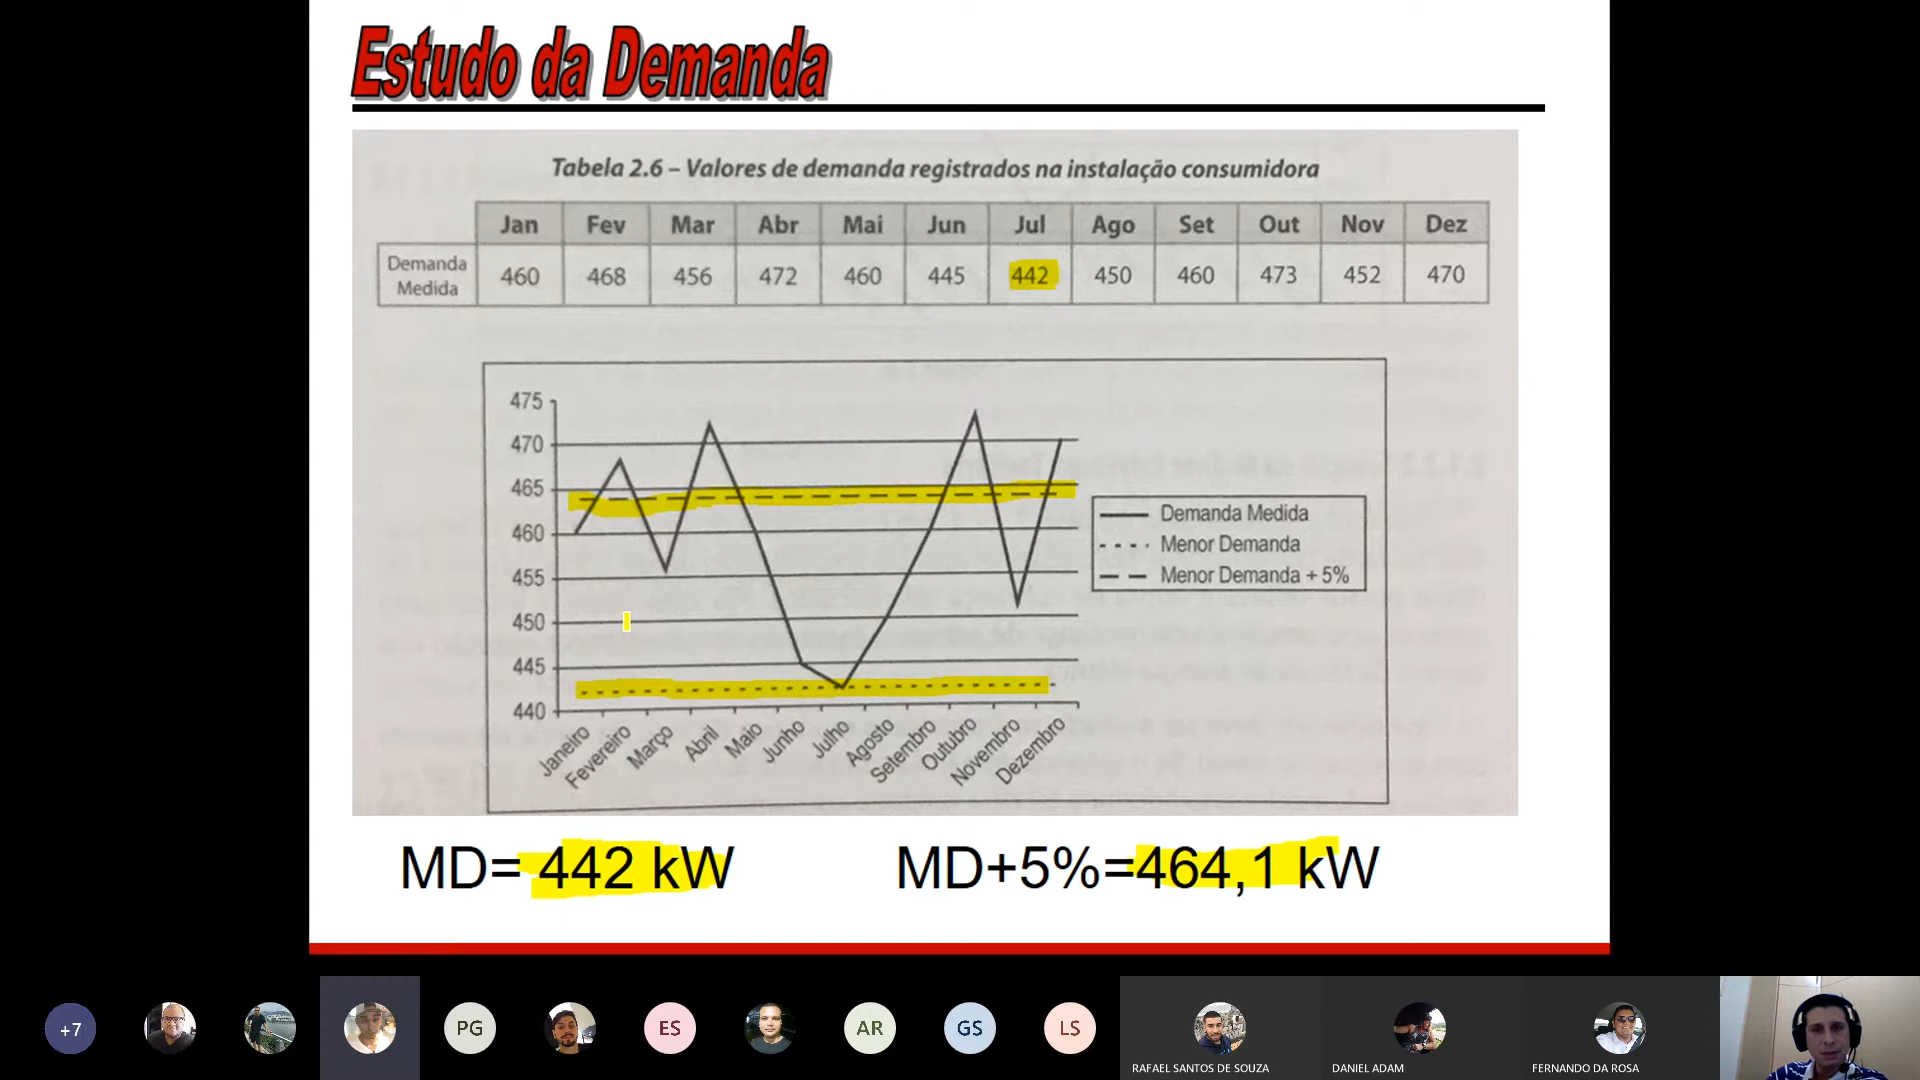 Estudo da Demanda
Tabela 2.6 – Valores de demanda registrados na instalação consumidora
Jan Fev Mar Abr Mai Jun Jul Ago Set Out Nov Dez
Demanda
Medida
460 468 456 472 460 445 442 450 460 473 452 470
475
470
465
460
455
450
445
440
Janeiro Fevereiro Março Abril Maio Junho Julho Agosto Setembro Outubro Novembro Dezembro
Demanda Medida
Menor Demanda
Menor Demanda + 5%
MD= 442 kW
MD+5%=464,1 kW
+7
PG
ES
AR
GS
LS
RAFAEL SANTOS DE SOUZA
DANIEL ADAM
FERNANDO DA ROSA